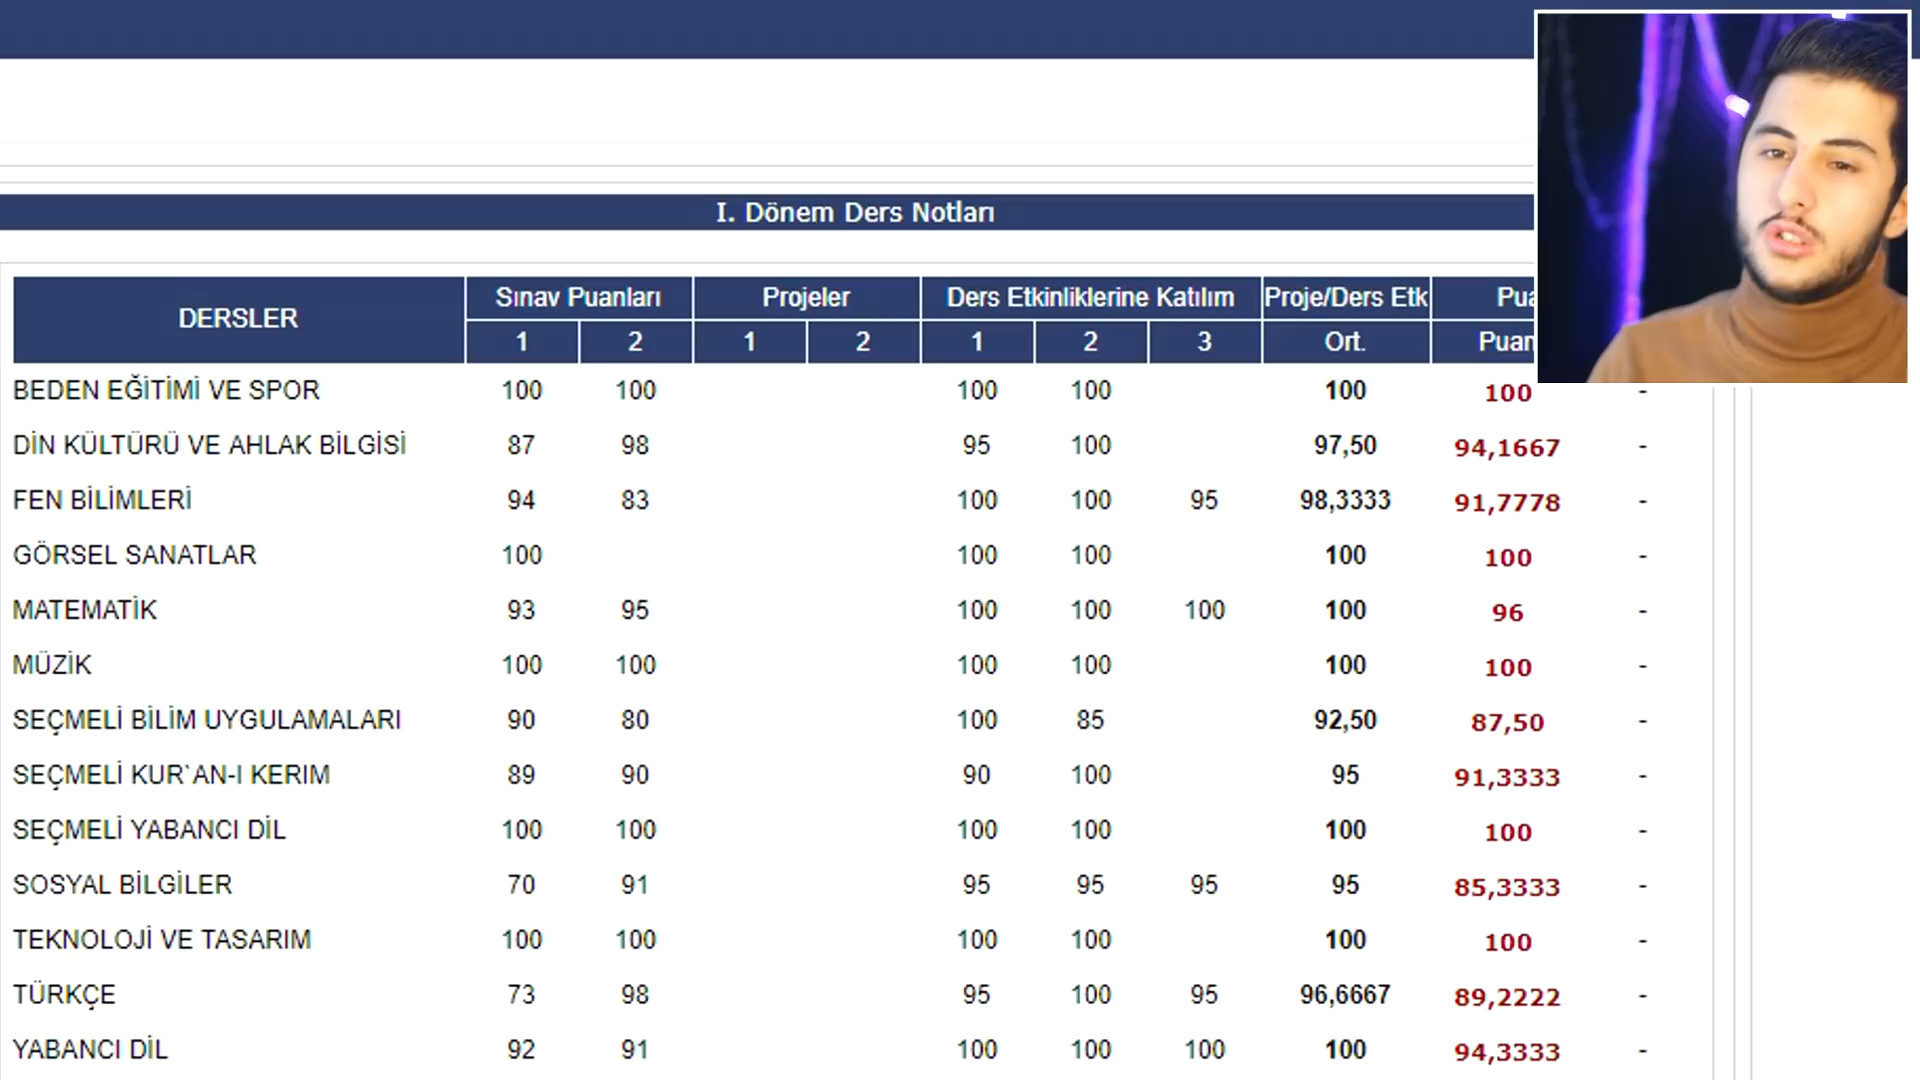 I. Dönem Ders Notları
DERSLER Sınav Puanları Projeler Ders Etkinliklerine Katılım Proje/Ders Etk
1 2 1 2 1 2 3 Ort.
BEDEN EĞİTİMİ VE SPOR 100 100 100 100 100 100 -
DİN KÜLTÜRÜ VE AHLAK BİLGİSİ 87 98 95 100 97,50 94,1667 -
FEN BİLİMLERİ 94 83 100 100 95 98,3333 91,7778 -
GÖRSEL SANATLAR 100 100 100 100 100 -
MATEMATİK 93 95 100 100 100 100 96 -
MÜZİK 100 100 100 100 100 100 -
SEÇMELİ BİLİM UYGULAMALARI 90 80 100 85 92,50 87,50 -
SEÇMELİ KUR`AN-I KERIM 89 90 90 100 95 91,3333 -
SEÇMELİ YABANCI DİL 100 100 100 100 100 100 -
SOSYAL BİLGİLER 70 91 95 95 95 95 85,3333 -
TEKNOLOJİ VE TASARIM 100 100 100 100 100 100 -
TÜRKÇE 73 98 95 100 95 96,6667 89,2222 -
YABANCI DİL 92 91 100 100 100 100 94,3333 -